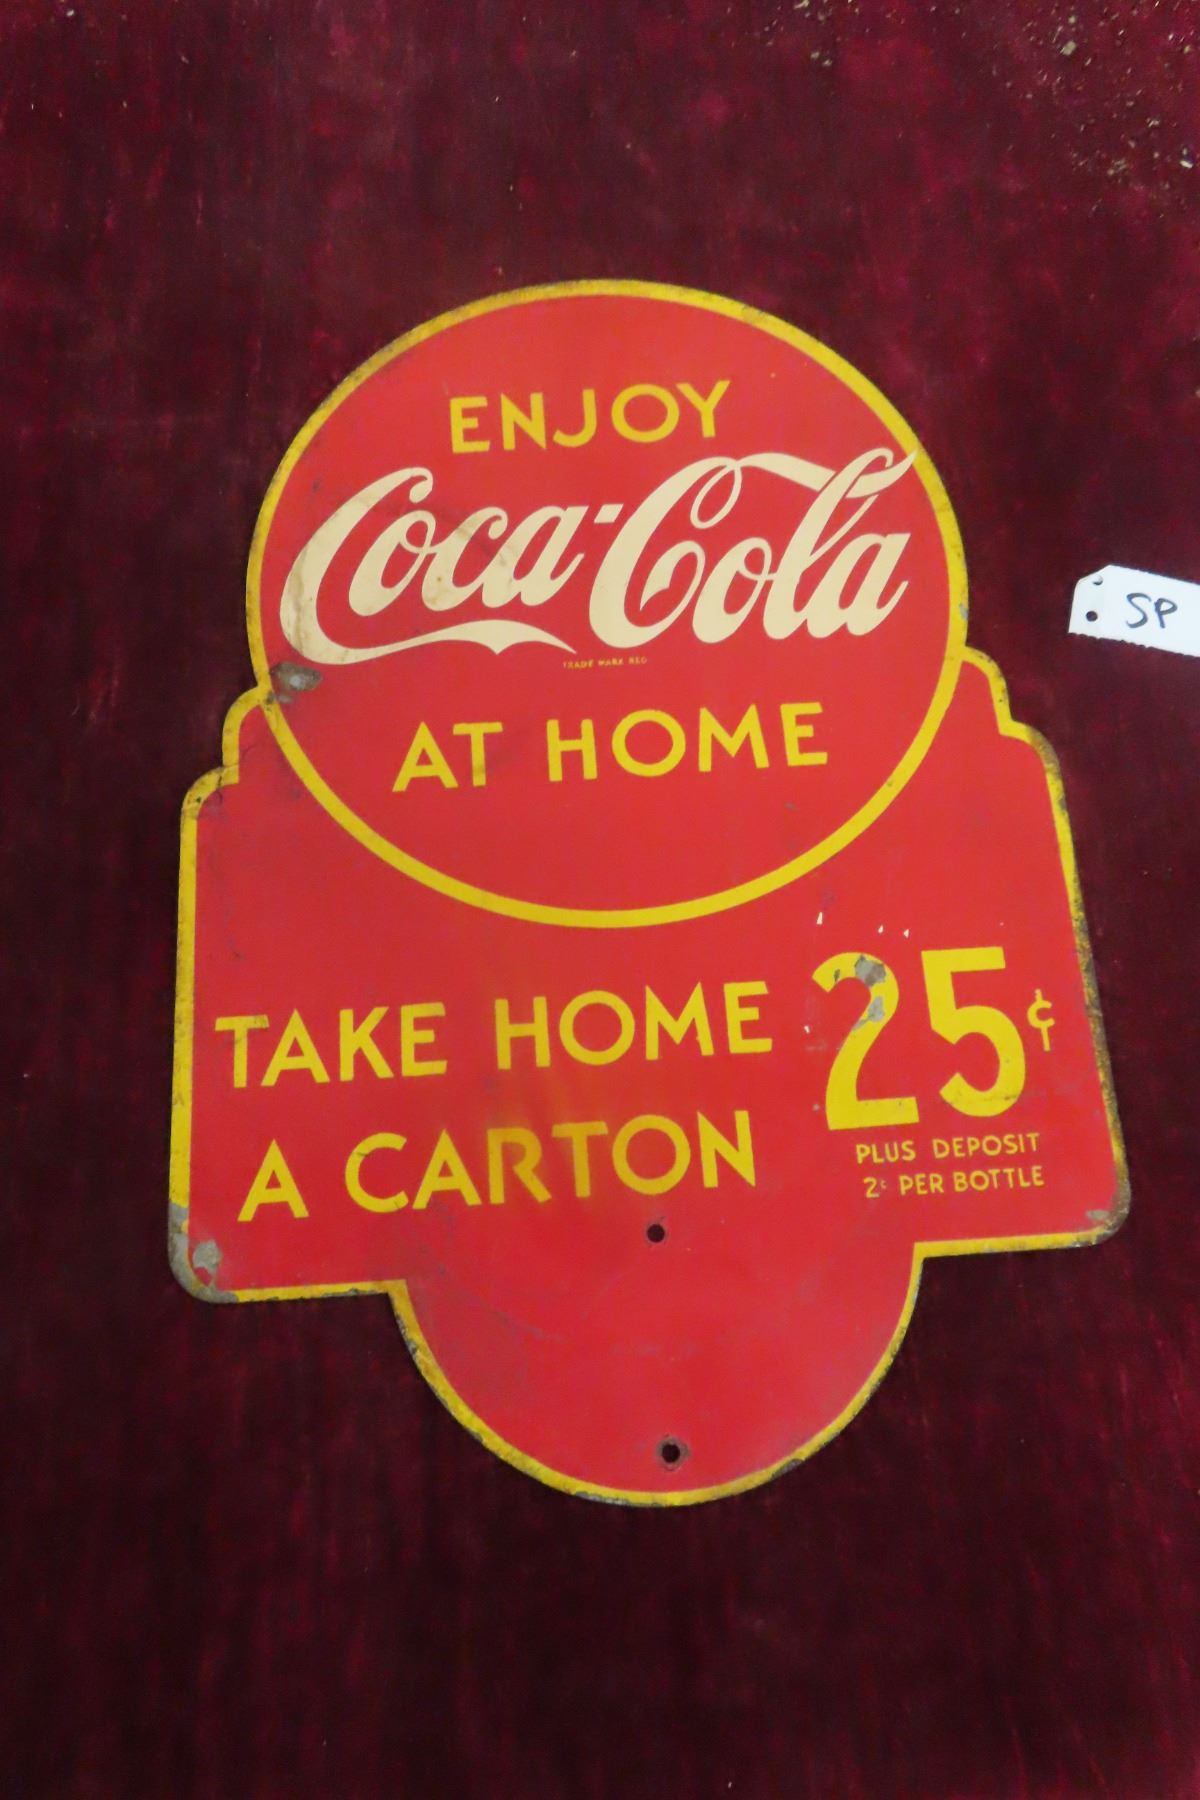 ENJOY
Coca-Cola
TRADE MARK REG
AT HOME
TAKE HOME
A CARTON
25¢
PLUS DEPOSIT
2¢ PER BOTTLE
SP